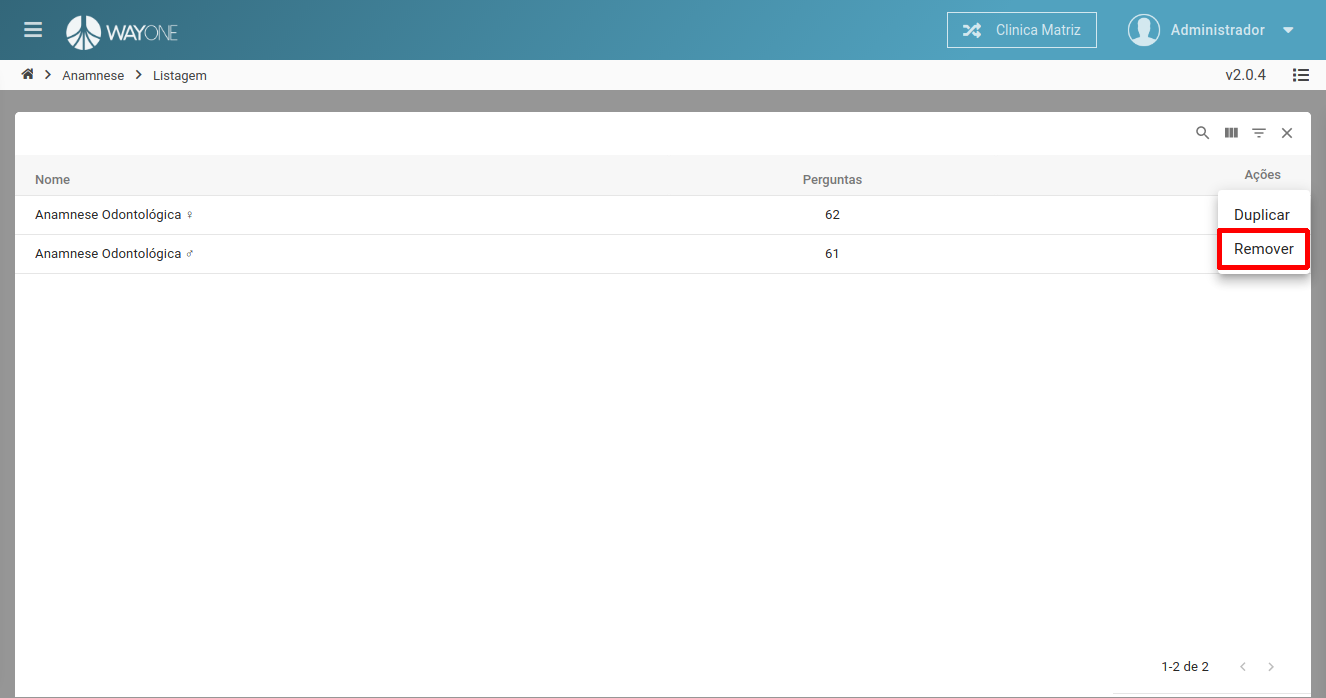 WAYONE
Clinica Matriz
Administrador
Anamnese
Listagem
v2.0.4
Nome
Perguntas
Ações
Anamnese Odontológica ♀
62
Duplicar
Anamnese Odontológica ♂
61
Remover
1-2 de 2